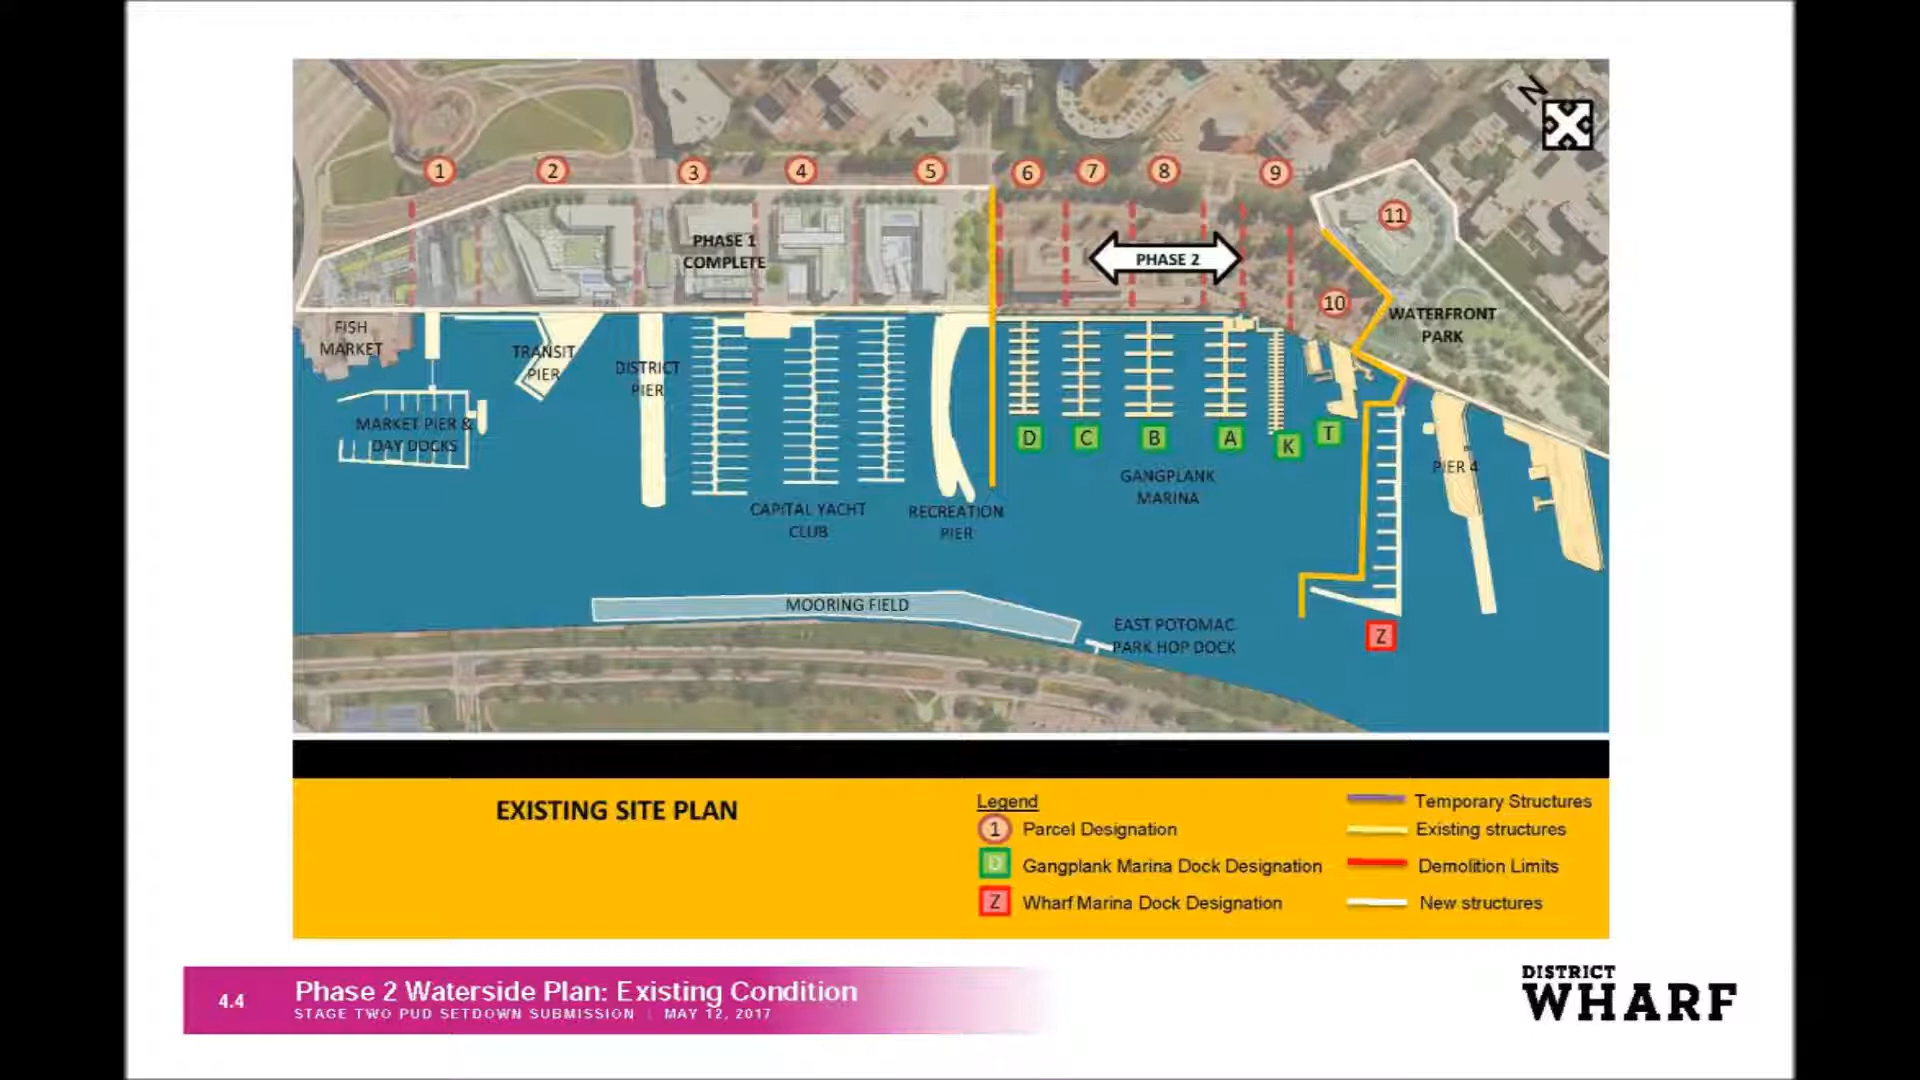 N
1
2
3
4
5
6
7
8
9
11
PHASE 1
COMPLETE
PHASE 2
10
WATERFRONT
PARK
FISH
MARKET
TRANSIT
PIER
DISTRICT
PIER
MARKET PIER &
DAY DOCKS
D
C
B
A
K
T
GANGPLANK
MARINA
PIER 4
CAPITAL YACHT
CLUB
RECREATION
PIER
MOORING FIELD
EAST POTOMAC
PARK HOP DOCK
Z
EXISTING SITE PLAN
Legend
1 Parcel Designation
D Gangplank Marina Dock Designation
Z Wharf Marina Dock Designation
Temporary Structures
Existing structures
Demolition Limits
New structures
4.4
Phase 2 Waterside Plan: Existing Condition
STAGE TWO PUD SETDOWN SUBMISSION | MAY 12, 2017
DISTRICT
WHARF